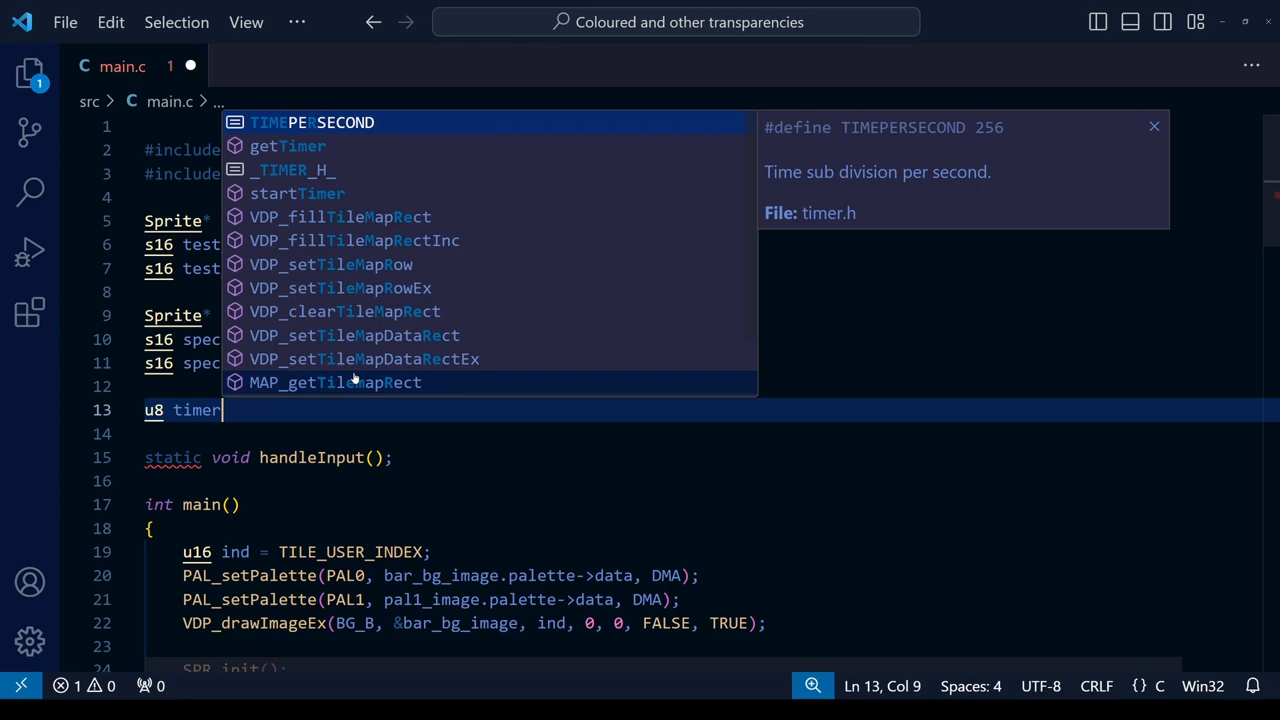 File Edit Selection View ··· Coloured and other transparencies
C main.c 1
src > C main.c > ...
1
2 #include
3 #include
4
5 Sprite*
6 s16 test
7 s16 test
8
9 Sprite*
10 s16 spec
11 s16 spec
12
13 u8 timer
14
15 static void handleInput();
16
17 int main()
18 {
19 u16 ind = TILE_USER_INDEX;
20 PAL_setPalette(PAL0, bar_bg_image.palette->data, DMA);
21 PAL_setPalette(PAL1, pal1_image.palette->data, DMA);
22 VDP_drawImageEx(BG_B, &bar_bg_image, ind, 0, 0, FALSE, TRUE);
23
24 SPR_init();
TIMEPERSECOND
getTimer
_TIMER_H_
startTimer
VDP_fillTileMapRect
VDP_fillTileMapRectInc
VDP_setTileMapRow
VDP_setTileMapRowEx
VDP_clearTileMapRect
VDP_setTileMapDataRect
VDP_setTileMapDataRectEx
MAP_getTilemapRect
#define TIMEPERSECOND 256
Time sub division per second.
File: timer.h
1
1 0 0 Ln 13, Col 9 Spaces: 4 UTF-8 CRLF {} C Win32